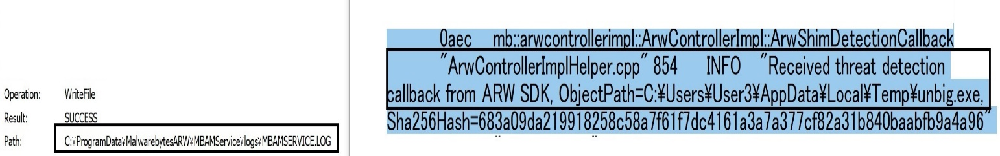 Operation: WriteFile
Result: SUCCESS
Path: C:¥ProgramData¥MalwarebytesARW¥MBAMService¥logs¥MBAMSERVICE.LOG
0aec mb::arwcontrollerimpl::ArwControllerImpl::ArwShimDetectionCallback
"ArwControllerImplHelper.cpp" 854 INFO "Received threat detection
callback from ARW SDK, ObjectPath=C:¥Users¥User3¥AppData¥Local¥Temp¥unbig.exe,
Sha256Hash=683a09da219918258c58a7f61f7dc4161a3a7a377cf82a31b840baabfb9a4a96"